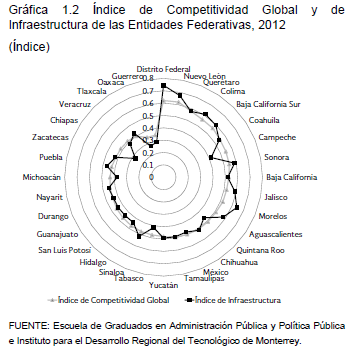 Gráfica 1.2 Índice de Competitividad Global y de
Infraestructura de las Entidades Federativas, 2012
(Índice)
Distrito Federal
Guerrero
Nuevo León
Oaxaca
Querétaro
Tlaxcala
Colima
Veracruz
Baja California Sur
Chiapas
Coahuila
Zacatecas
Campeche
Puebla
Sonora
Michoacán
Baja California
Nayarit
Jalisco
Durango
Morelos
Guanajuato
Aguascalientes
San Luis Potosí
Quintana Roo
Hidalgo
Chihuahua
Sinaloa
México
Tabasco
Tamaulipas
Yucatán
0.8
0.7
0.6
0.5
0.4
0.3
0.2
0.1
0
Índice de Competitividad Global
Índice de Infraestructura
FUENTE: Escuela de Graduados en Administración Pública y Política Pública
e Instituto para el Desarrollo Regional del Tecnológico de Monterrey.